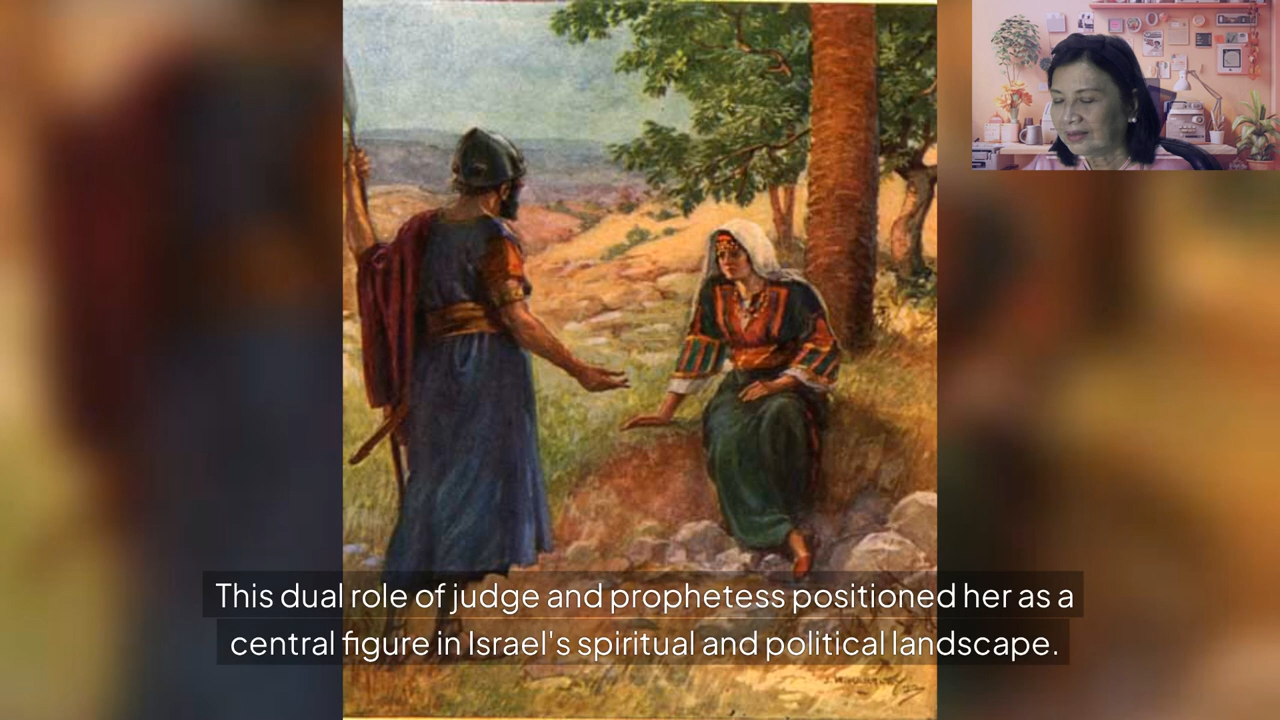 This dual role of judge and prophetess positioned her as a
central figure in Israel's spiritual and political landscape.